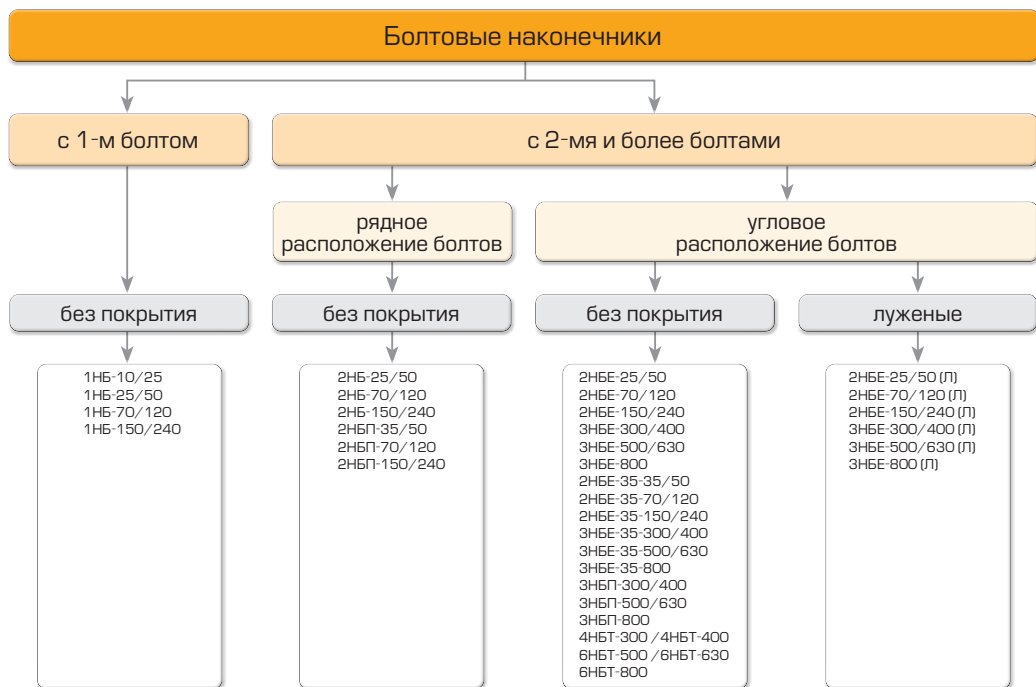 Болтовые наконечники
с 1-м болтом
с 2-мя и более болтами
рядное
расположение болтов
угловое
расположение болтов
без покрытия
без покрытия
без покрытия
луженые
1НБ-10/25
1НБ-25/50
1НБ-70/120
1НБ-150/240
2НБ-25/50
2НБ-70/120
2НБ-150/240
2НБП-35/50
2НБП-70/120
2НБП-150/240
2НБЕ-25/50
2НБЕ-70/120
2НБЕ-150/240
3НБЕ-300/400
3НБЕ-500/630
3НБЕ-800
2НБЕ-35-35/50
2НБЕ-35-70/120
2НБЕ-35-150/240
3НБЕ-35-300/400
3НБЕ-35-500/630
3НБЕ-35-800
3НБП-300/400
3НБП-500/630
3НБП-800
4НБТ-300 /4НБТ-400
6НБТ-500 /6НБТ-630
6НБТ-800
2НБЕ-25/50 (Л)
2НБЕ-70/120 (Л)
2НБЕ-150/240 (Л)
3НБЕ-300/400 (Л)
3НБЕ-500/630 (Л)
3НБЕ-800 (Л)